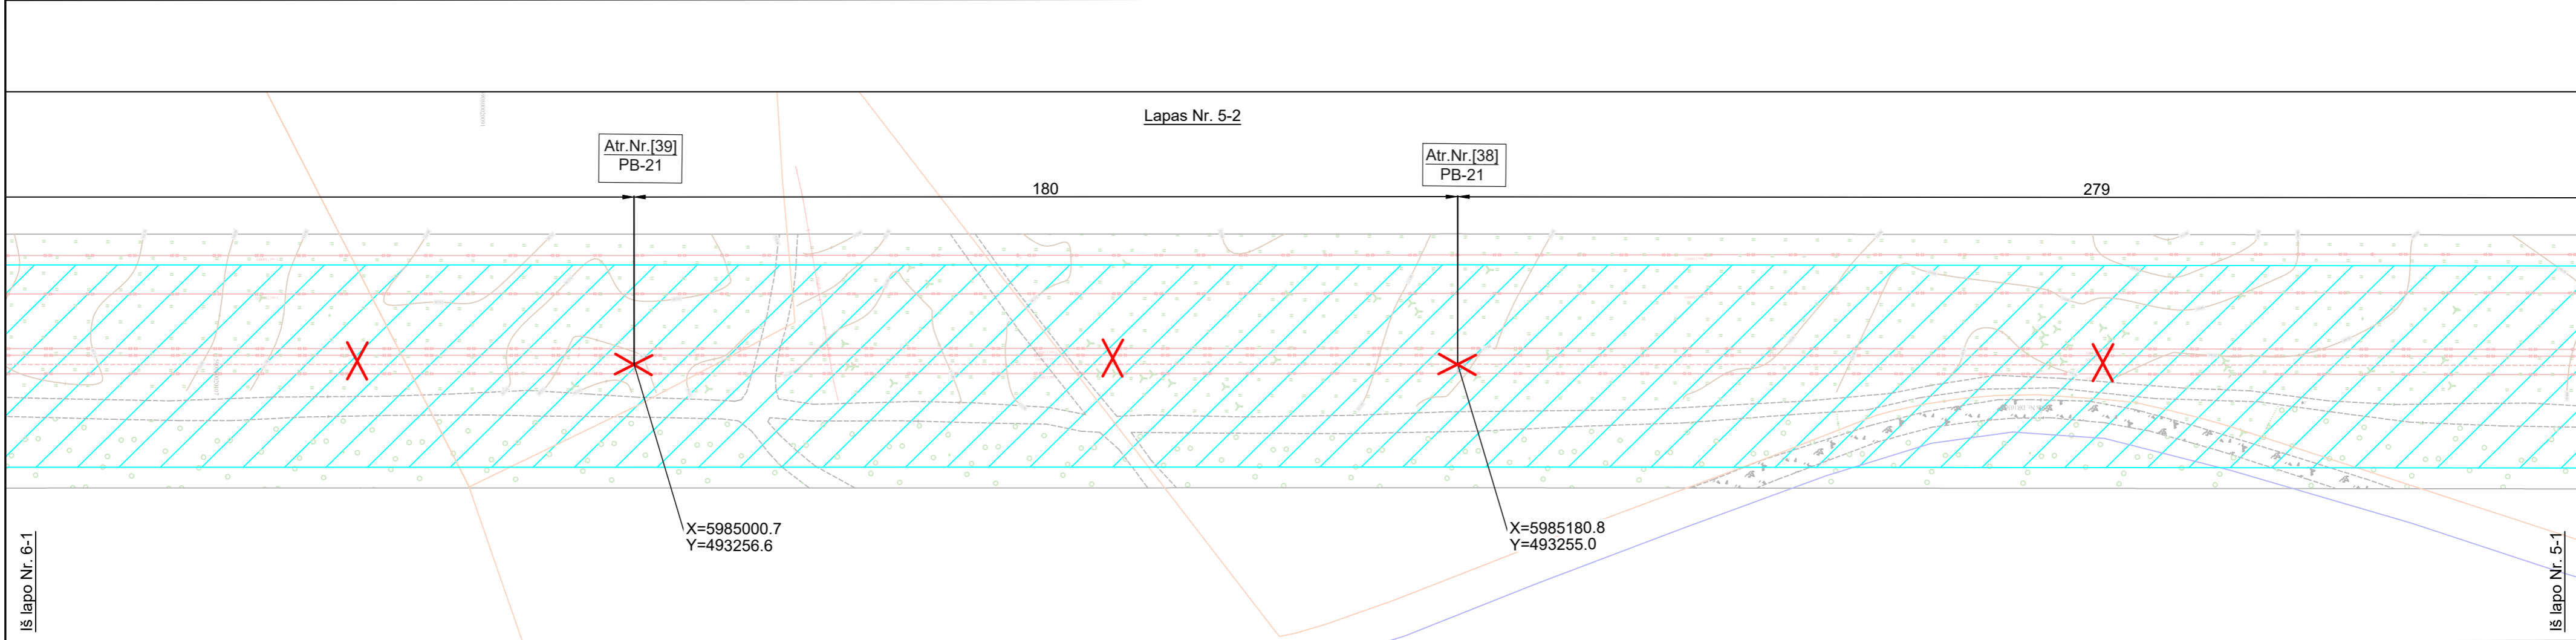 Lapas Nr. 5-2
Atr.Nr.[39]
PB-21
Atr.Nr.[38]
PB-21
180
279
X=5985000.7
Y=493256.6
X=5985180.8
Y=493255.0
Iš lapo Nr. 6-1
Iš lapo Nr. 5-1